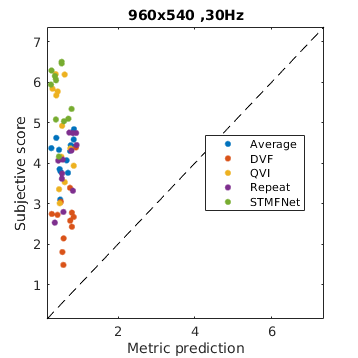 960x540 ,30Hz
7
6
5
4
3
2
1
Subjective score
Average
DVF
QVI
Repeat
STMFNet
2
4
6
Metric prediction